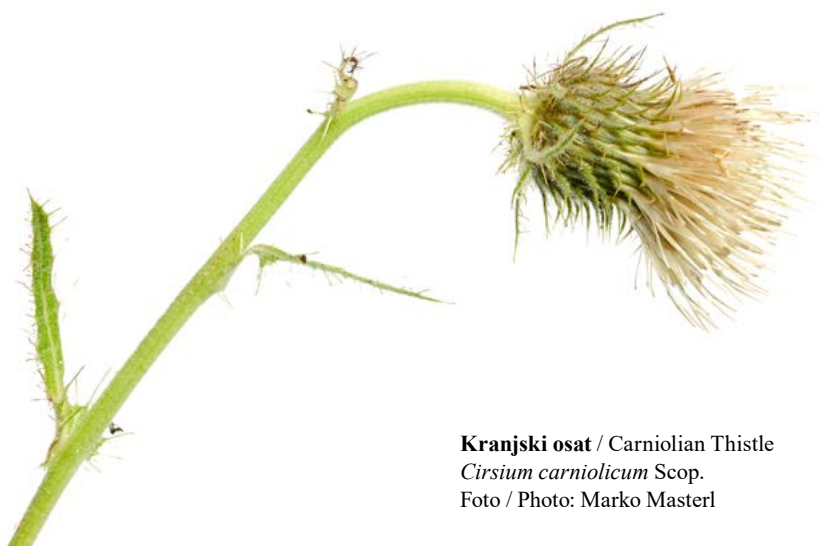 Kranjski osat / Carniolian Thistle
Cirsium carniolicum Scop.
Foto / Photo: Marko Masterl